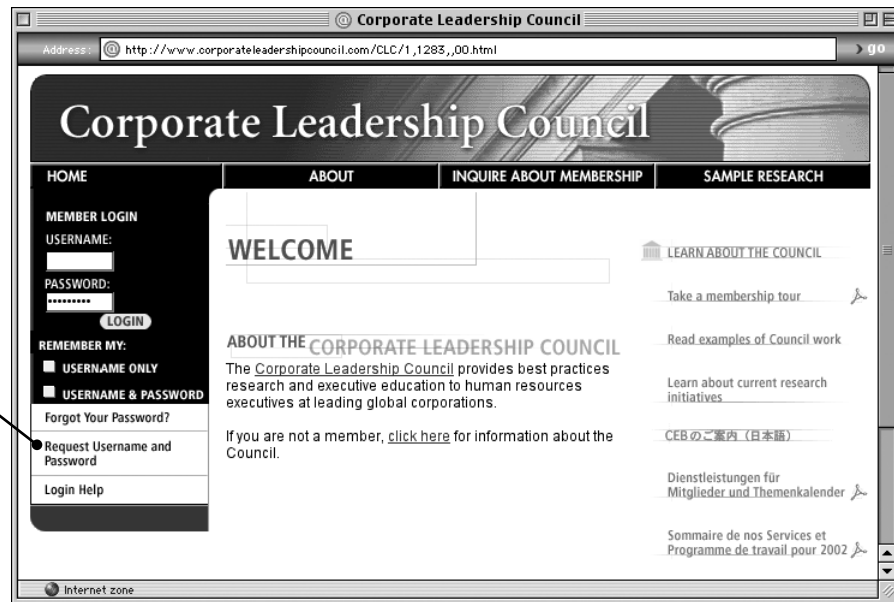 Corporate Leadership Council
Address: http://www.corporateleadershipcouncil.com/CLC/1,1283,,00.html go
Corporate Leadership Council
HOME ABOUT INQUIRE ABOUT MEMBERSHIP SAMPLE RESEARCH
MEMBER LOGIN
USERNAME:
PASSWORD:
LOGIN
REMEMBER MY:
USERNAME ONLY
USERNAME & PASSWORD
Forgot Your Password?
Request Username and
Password
Login Help
WELCOME
ABOUT THE CORPORATE LEADERSHIP COUNCIL
The Corporate Leadership Council provides best practices
research and executive education to human resources
executives at leading global corporations.
If you are not a member, click here for information about the
Council.
LEARN ABOUT THE COUNCIL
Take a membership tour
Read examples of Council work
Learn about current research
initiatives
CEBのご案内（日本語）
Dienstleistungen für
Mitglieder und Themenkalender
Sommaire de nos Services et
Programme de travail pour 2002
Internet zone